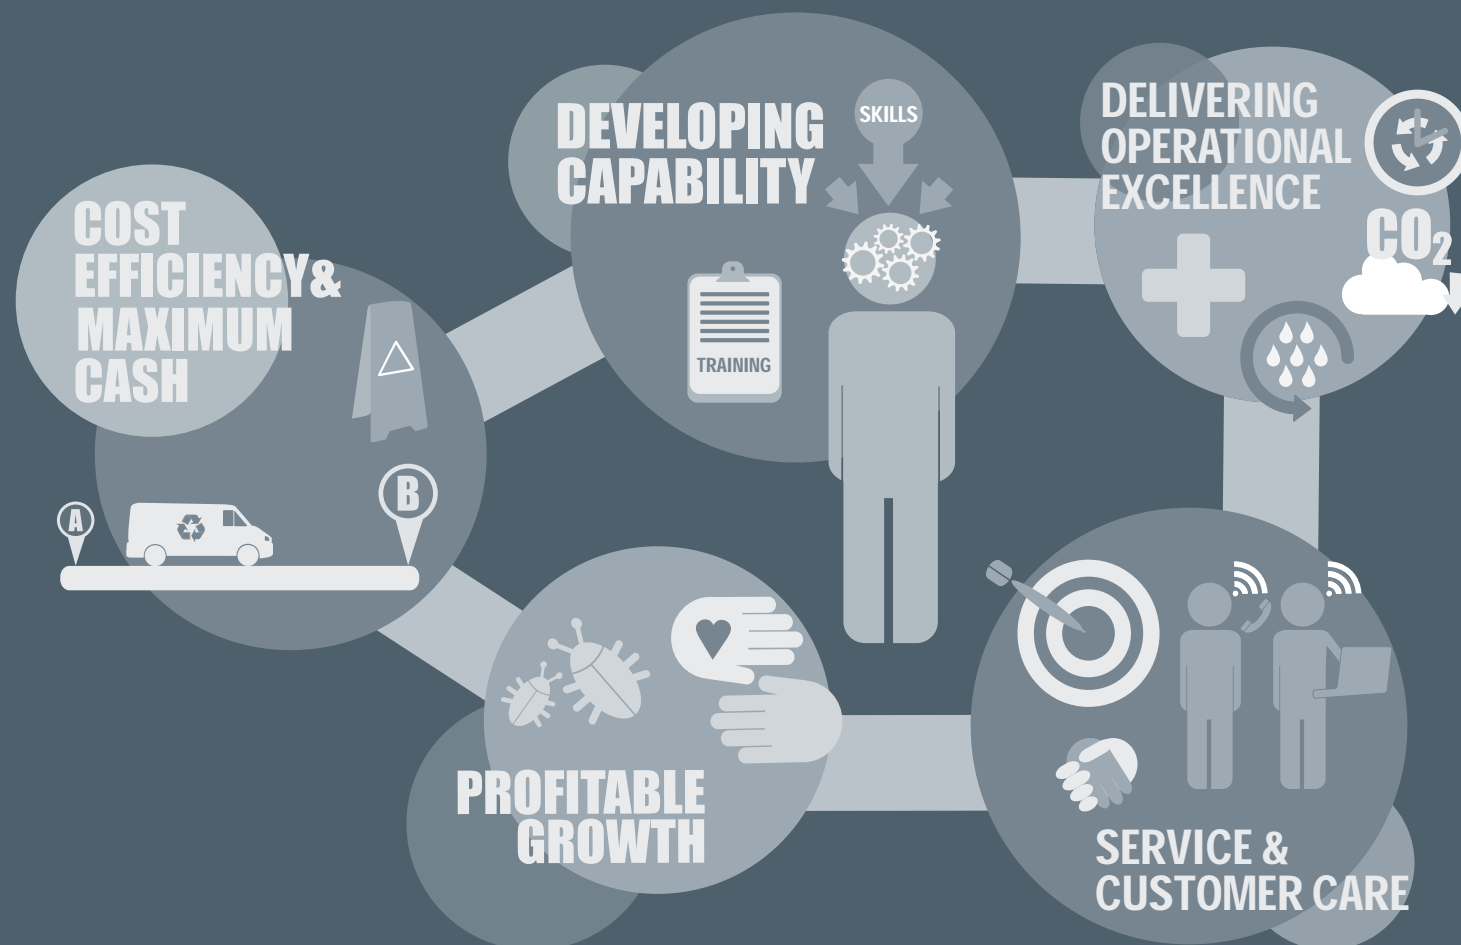 COST
EFFICIENCY&
MAXIMUM
CASH
A
B
DEVELOPING
CAPABILITY
SKILLS
TRAINING
DELIVERING
OPERATIONAL
EXCELLENCE
CO₂
PROFITABLE
GROWTH
SERVICE &
CUSTOMER CARE